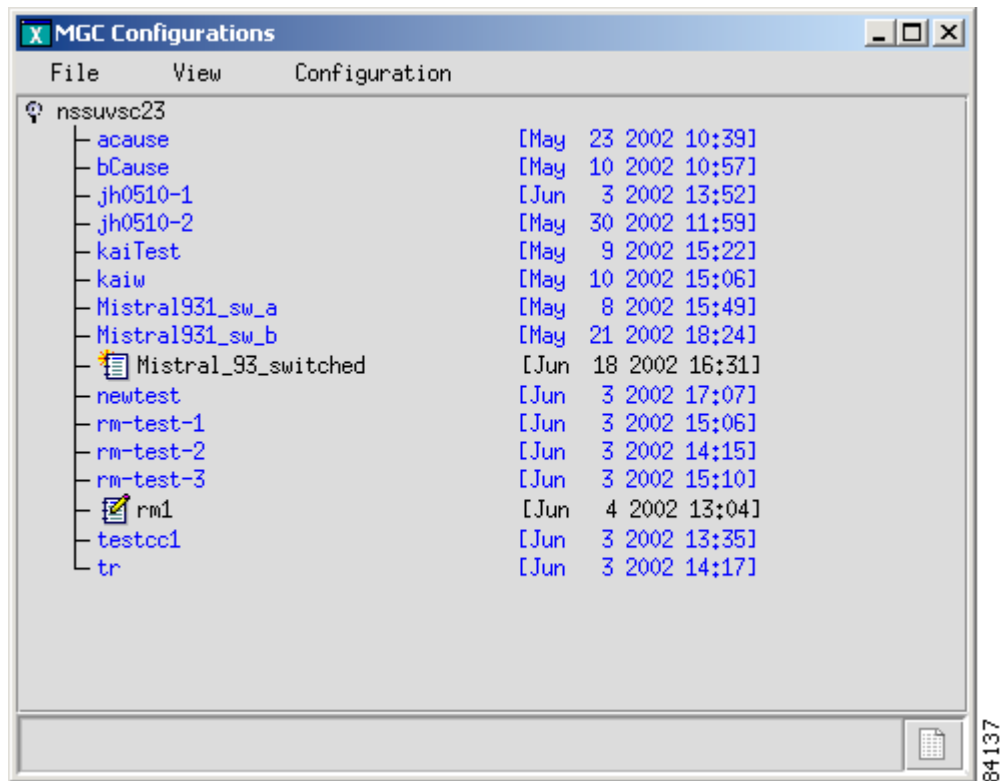 MGC Configurations
File View Configuration
nssuvsc23
acause [May 23 2002 10:39]
bCause [May 10 2002 10:57]
jh0510-1 [Jun 3 2002 13:52]
jh0510-2 [May 30 2002 11:59]
kaiTest [May 9 2002 15:22]
kaiw [May 10 2002 15:06]
Mistral931_sw_a [May 8 2002 15:49]
Mistral931_sw_b [May 21 2002 18:24]
Mistral_93_switched [Jun 18 2002 16:31]
newtest [Jun 3 2002 17:07]
rm-test-1 [Jun 3 2002 15:06]
rm-test-2 [Jun 3 2002 14:15]
rm-test-3 [Jun 3 2002 15:10]
rm1 [Jun 4 2002 13:04]
testcc1 [Jun 3 2002 13:35]
tr [Jun 3 2002 14:17]
84137